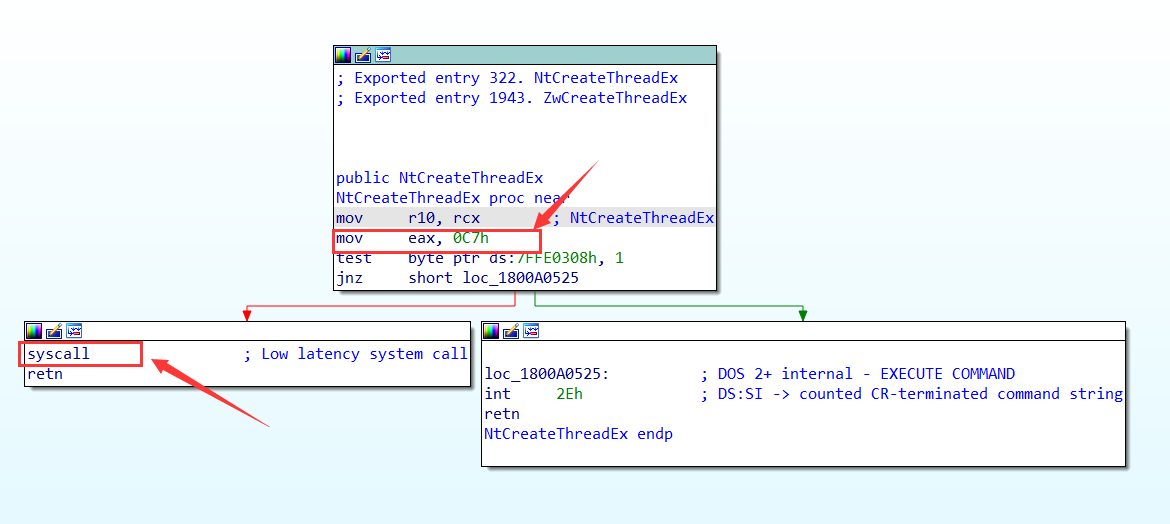 ; Exported entry 322. NtCreateThreadEx
; Exported entry 1943. ZwCreateThreadEx
public NtCreateThreadEx
NtCreateThreadEx proc near
mov r10, rcx ; NtCreateThreadEx
mov eax, 0C7h
test byte ptr ds:7FFE0308h, 1
jnz short loc_1800A0525
syscall ; Low latency system call
retn
loc_1800A0525: ; DOS 2+ internal - EXECUTE COMMAND
int 2Eh ; DS:SI -> counted CR-terminated command string
retn
NtCreateThreadEx endp